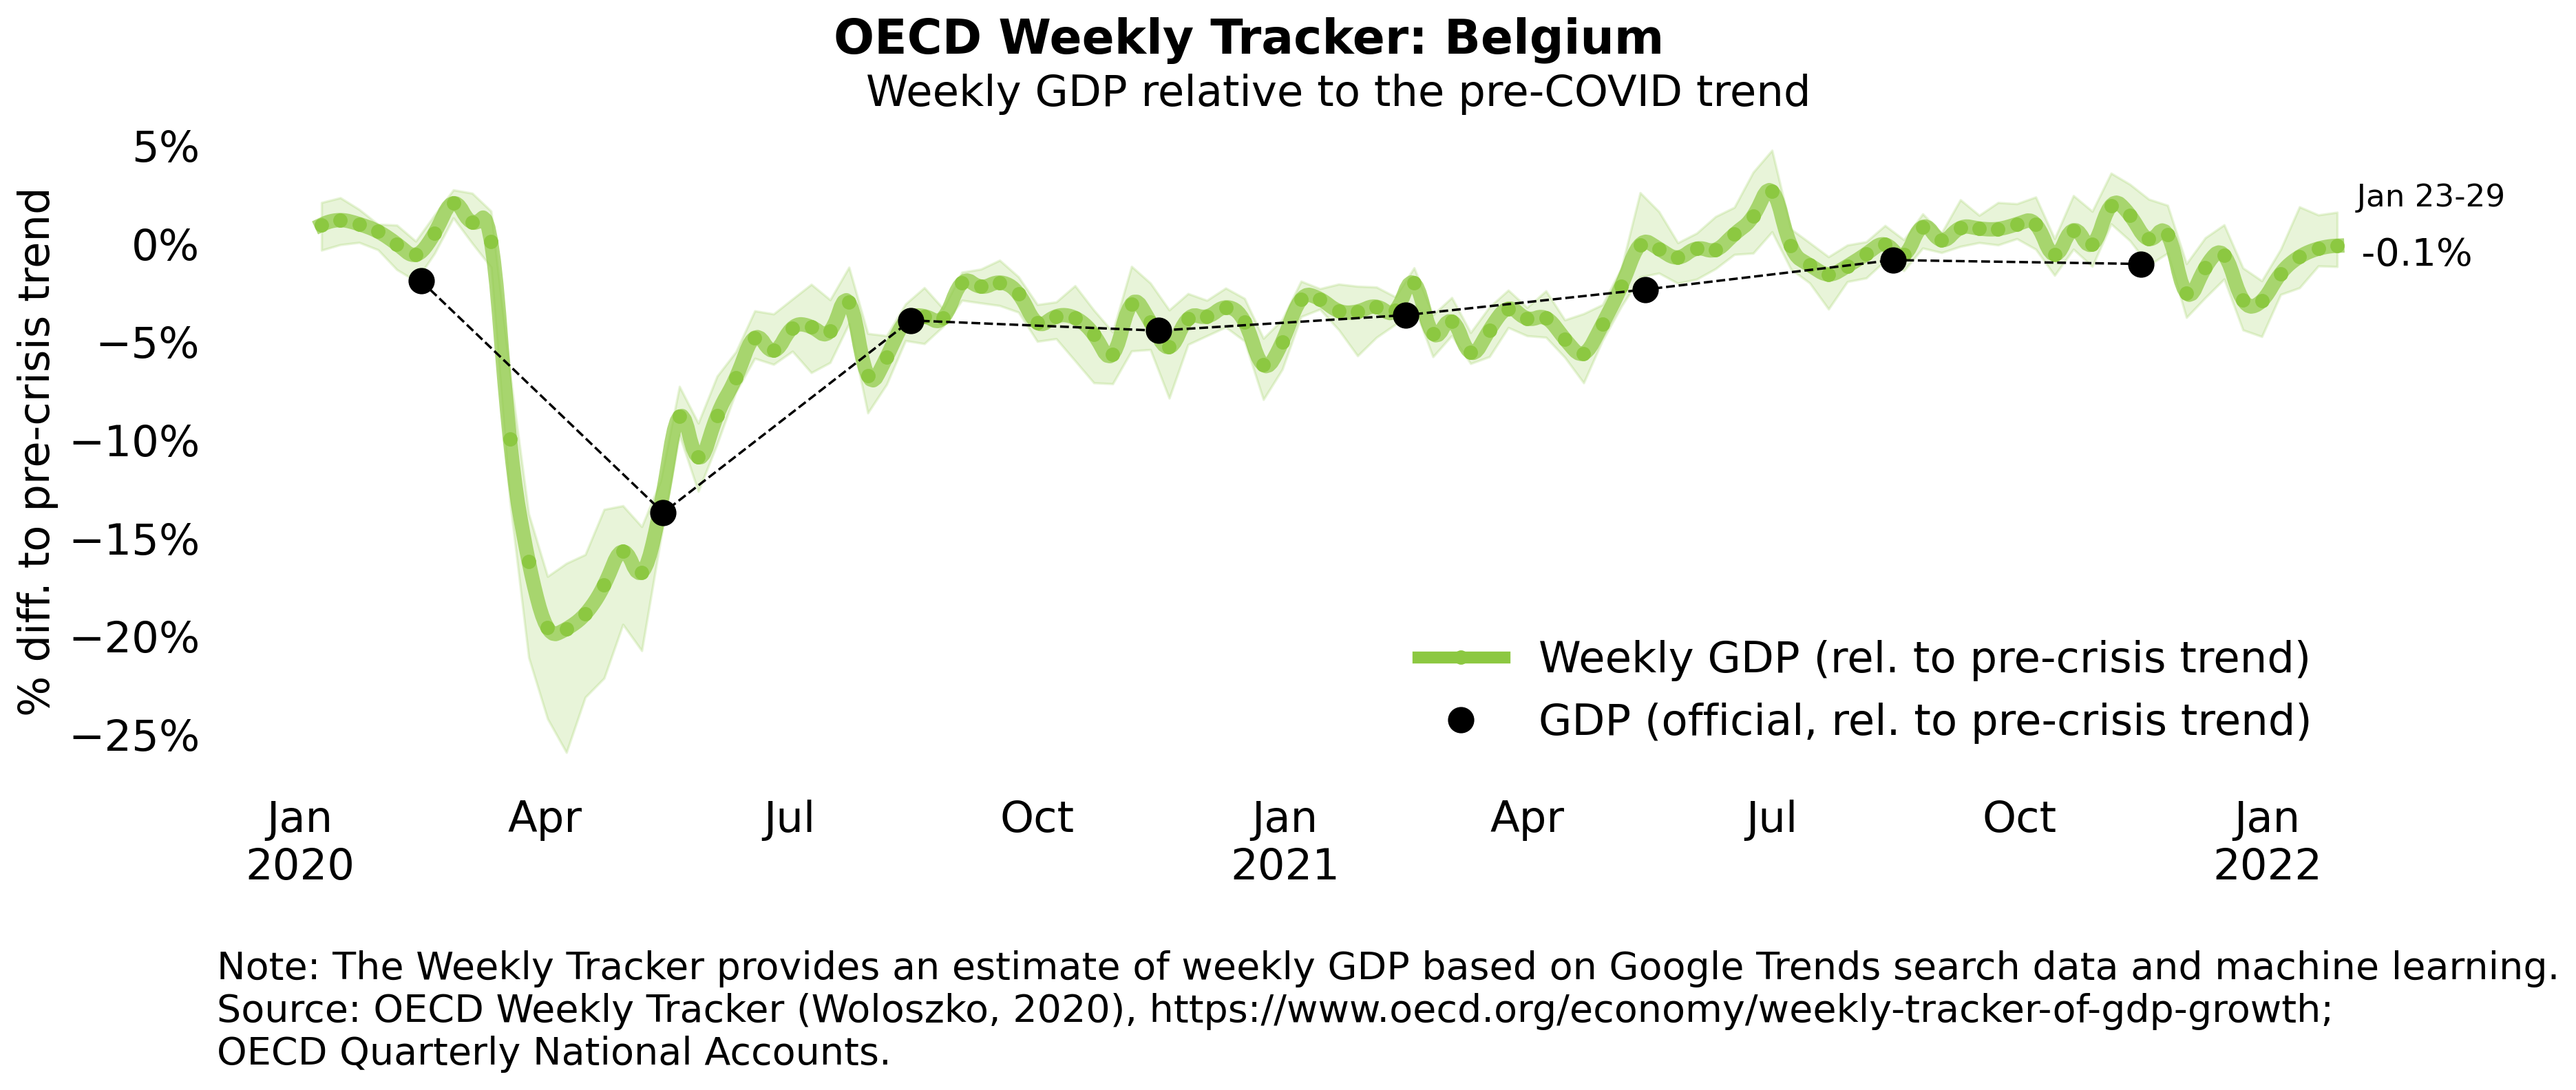 OECD Weekly Tracker: Belgium
Weekly GDP relative to the pre-COVID trend
% diff. to pre-crisis trend
5%
0%
−5%
−10%
−15%
−20%
−25%
Jan 23-29
-0.1%
Weekly GDP (rel. to pre-crisis trend)
GDP (official, rel. to pre-crisis trend)
Jan Apr Jul Oct Jan Apr Jul Oct Jan
2020 2021 2022
Note: The Weekly Tracker provides an estimate of weekly GDP based on Google Trends search data and machine learning.
Source: OECD Weekly Tracker (Woloszko, 2020), https://www.oecd.org/economy/weekly-tracker-of-gdp-growth;
OECD Quarterly National Accounts.